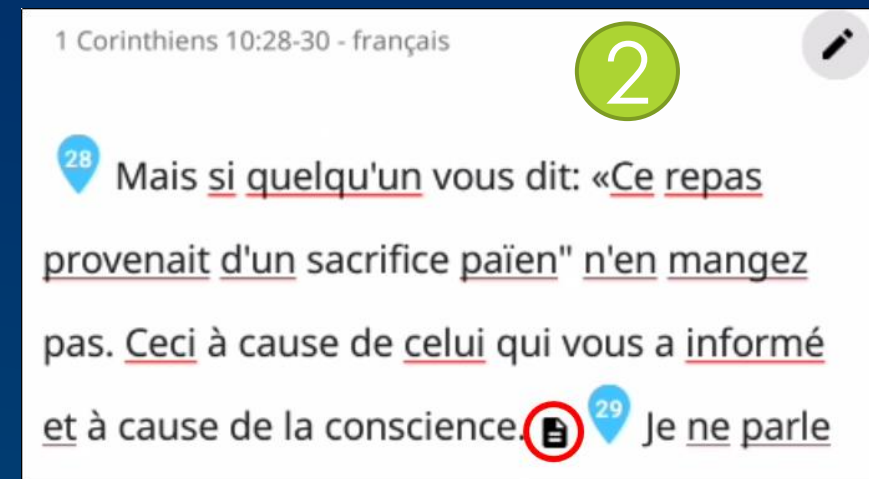 1 Corinthiens 10:28-30 - français
2
28 Mais si quelqu'un vous dit: «Ce repas
provenait d'un sacrifice païen" n'en mangez
pas. Ceci à cause de celui qui vous a informé
et à cause de la conscience. 29 Je ne parle